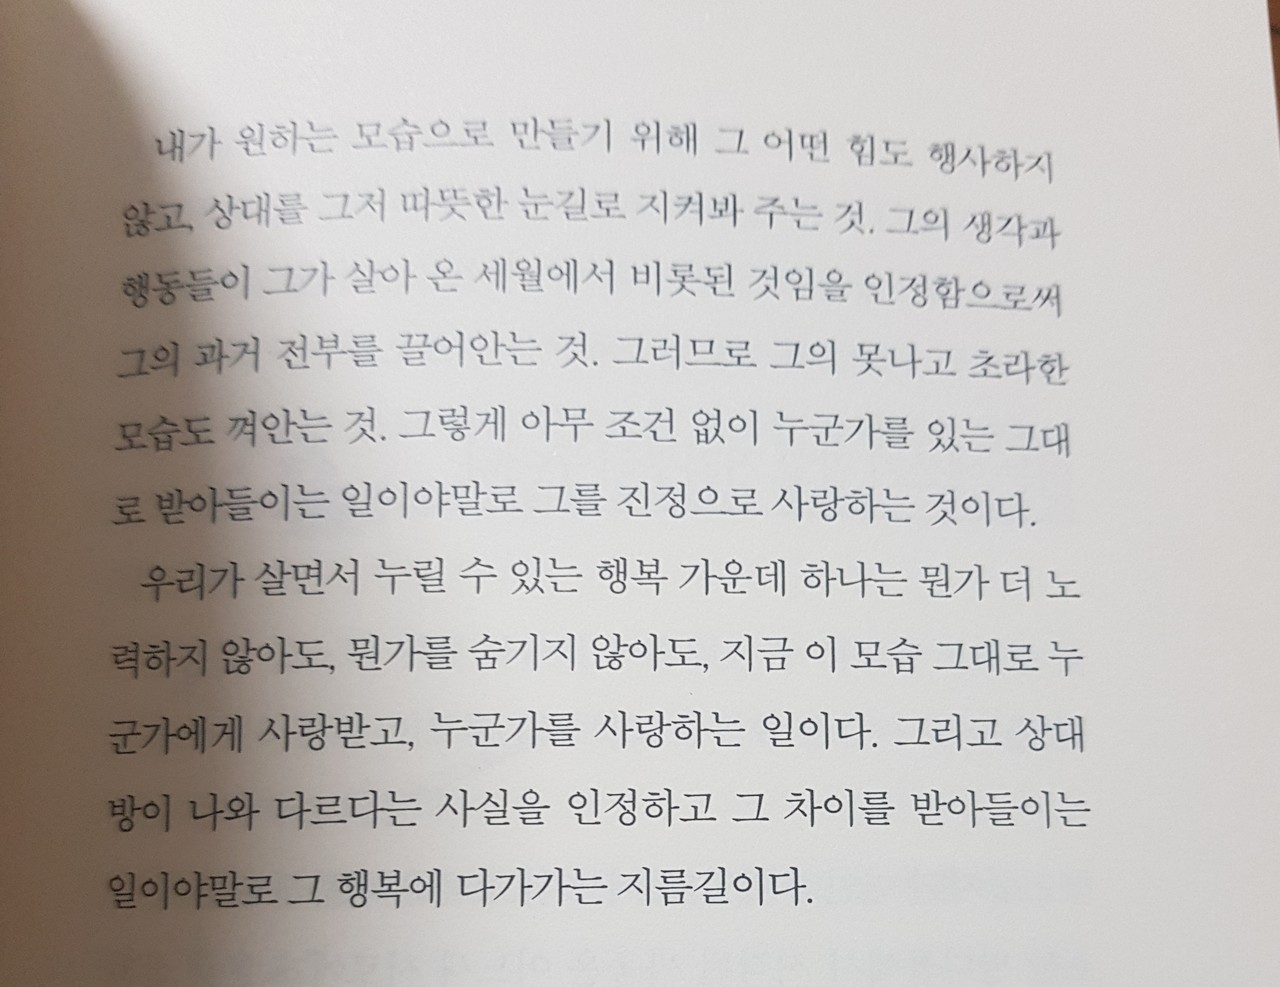 내가 원하는 모습으로 만들기 위해 그 어떤 힘도 행사하지
않고, 상대를 그저 따뜻한 눈길로 지켜봐 주는 것. 그의 생각과
행동들이 그가 살아 온 세월에서 비롯된 것임을 인정함으로써
그의 과거 전부를 끌어안는 것. 그러므로 그의 못나고 초라한
모습도 껴안는 것. 그렇게 아무 조건 없이 누군가를 있는 그대
로 받아들이는 일이야말로 그를 진정으로 사랑하는 것이다.
우리가 살면서 누릴 수 있는 행복 가운데 하나는 뭔가 더 노
력하지 않아도, 뭔가를 숨기지 않아도, 지금 이 모습 그대로 누
군가에게 사랑받고, 누군가를 사랑하는 일이다. 그리고 상대
방이 나와 다르다는 사실을 인정하고 그 차이를 받아들이는
일이야말로 그 행복에 다가가는 지름길이다.